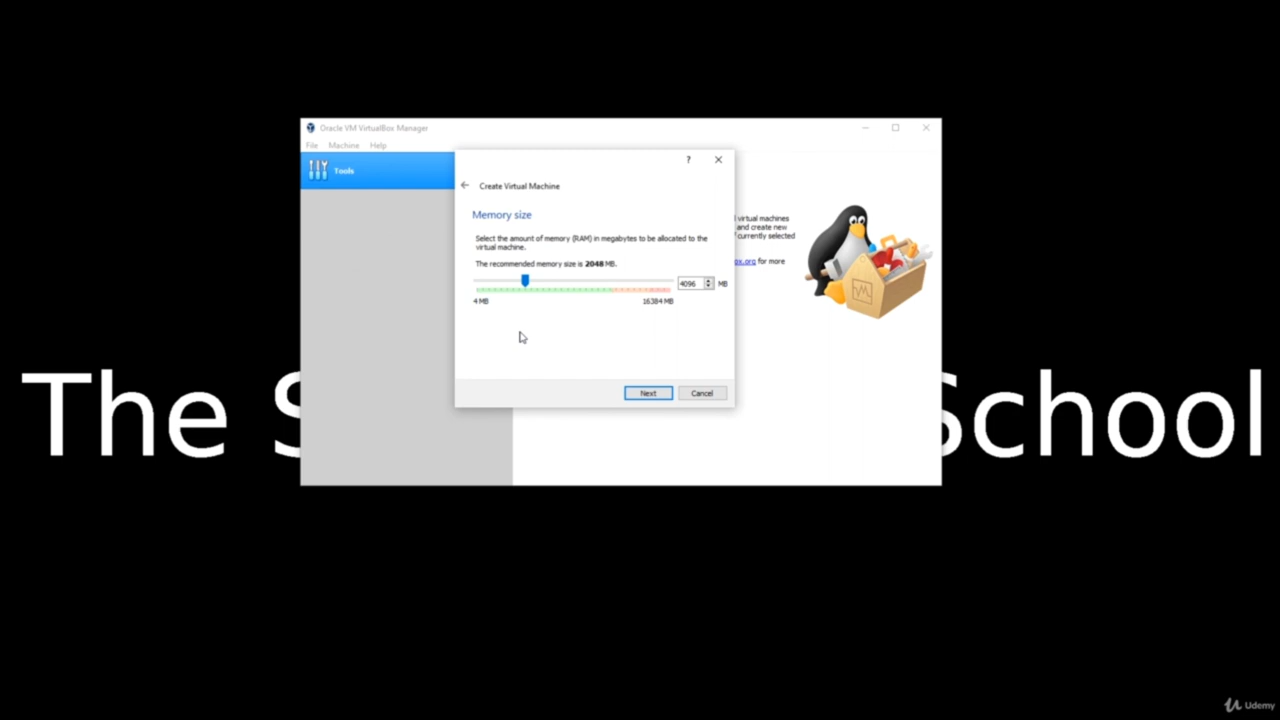 Oracle VM VirtualBox Manager
File Machine Help
Tools
?
Create Virtual Machine
Memory size
Select the amount of memory (RAM) in megabytes to be allocated to the
virtual machine.
The recommended memory size is 2048 MB.
4096 MB
4 MB 16384 MB
Next Cancel
virtual machines
and create new
currently selected
ox.org for more
The S
School
Udemy